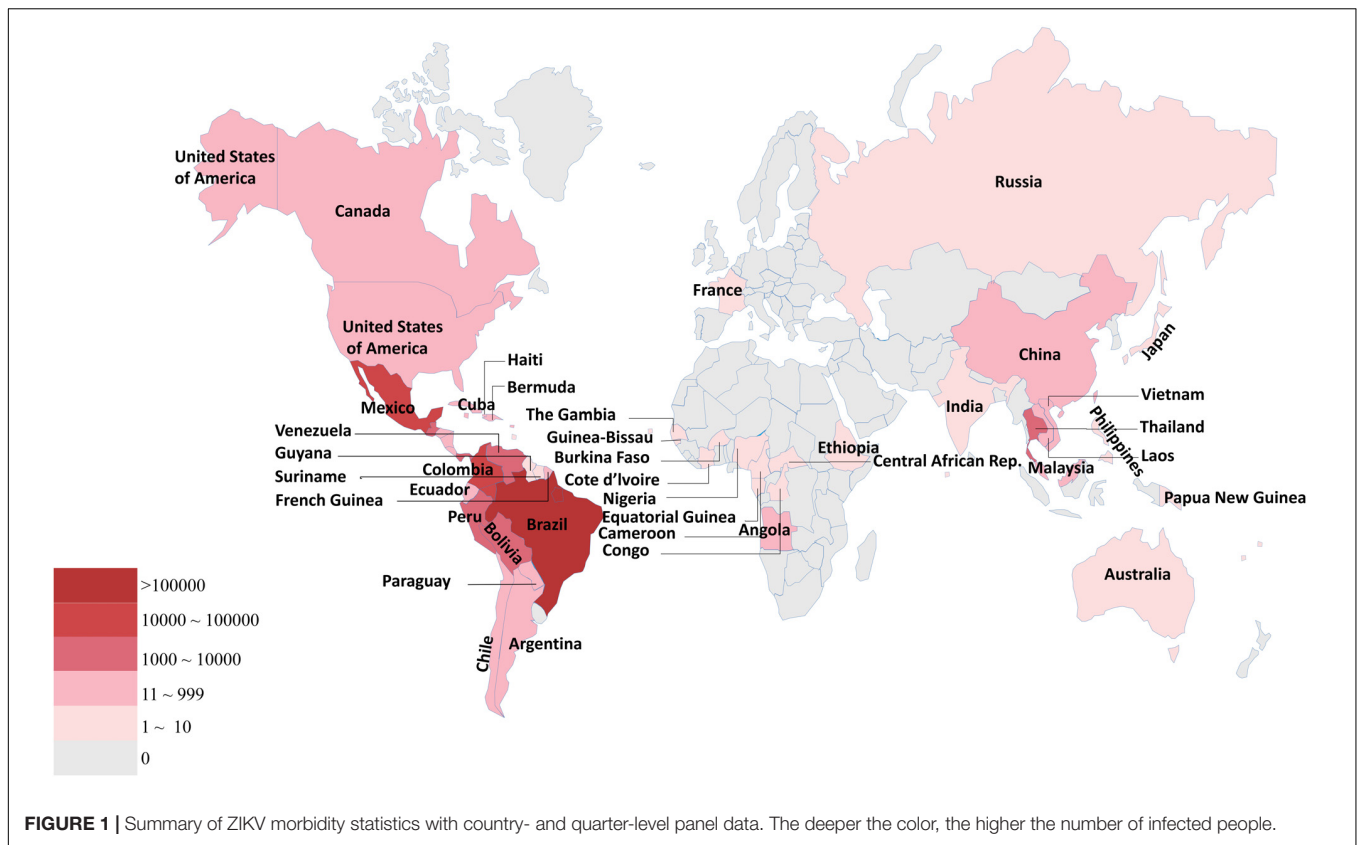 United States
of America
Canada
Russia
France
United States
of America
China
Japan
Haiti
Bermuda
Mexico
Cuba
Vietnam
India
Philippines
The Gambia
Venezuela
Thailand
Guinea-Bissau
Guyana
Ethiopia
Burkina Faso
Central African Rep.
Laos
Colombia
Malaysia
Suriname
Cote d'Ivoire
Ecuador
French Guinea
Nigeria
Papua New Guinea
Peru
Brazil
Equatorial Guinea
Angola
Cameroon
Bolivia
Congo
Paraguay
Australia
Chile
Argentina
>100000
10000 ~ 100000
1000 ~ 10000
11 ~ 999
1 ~ 10
0
FIGURE 1 | Summary of ZIKV morbidity statistics with country- and quarter-level panel data. The deeper the color, the higher the number of infected people.